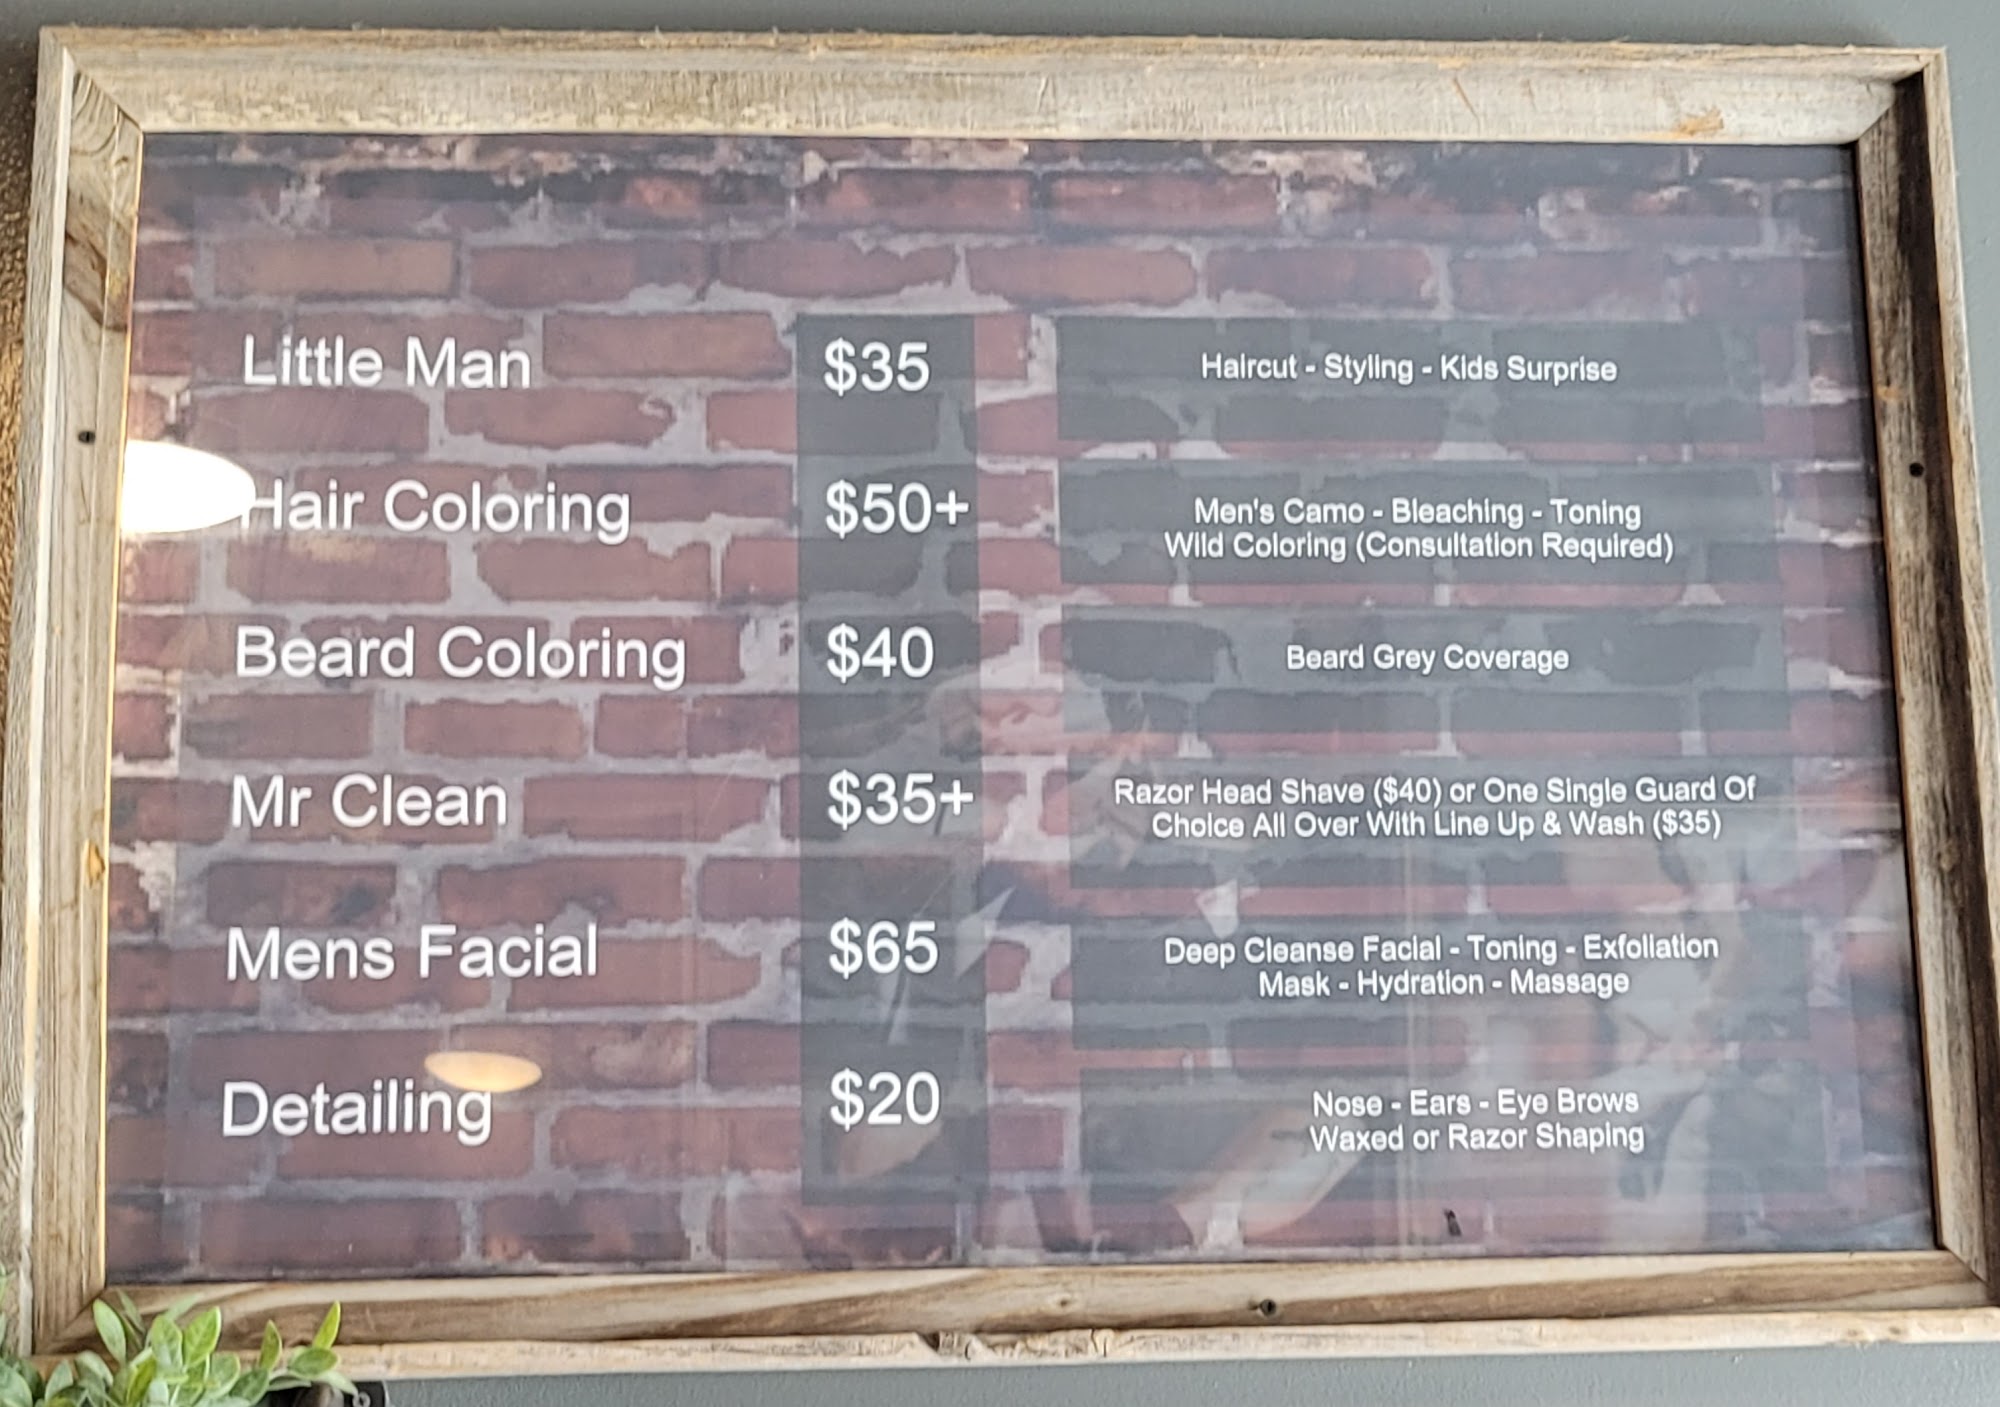 Little Man $35 Haircut - Styling - Kids Surprise
Hair Coloring $50+ Men's Camo - Bleaching - Toning
Wild Coloring (Consultation Required)
Beard Coloring $40 Beard Grey Coverage
Mr Clean $35+ Razor Head Shave ($40) or One Single Guard Of
Choice All Over With Line Up & Wash ($35)
Mens Facial $65 Deep Cleanse Facial - Toning - Exfoliation
Mask - Hydration - Massage
Detailing $20 Nose - Ears - Eye Brows
Waxed or Razor Shaping